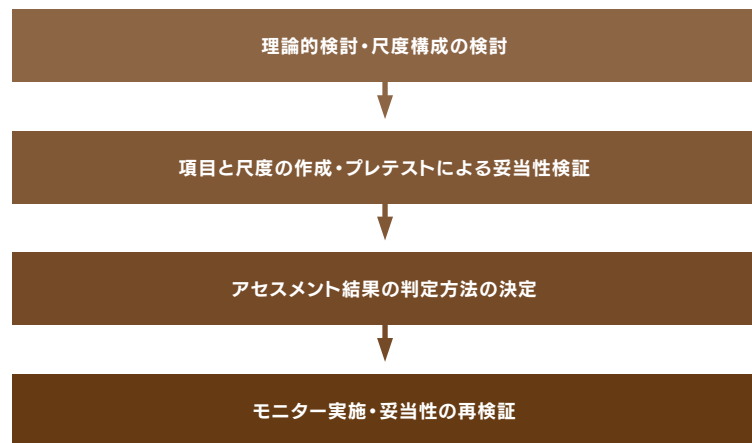 理論的検討・尺度構成の検討
項目と尺度の作成・プレテストによる妥当性検証
アセスメント結果の判定方法の決定
モニター実施・妥当性の再検証